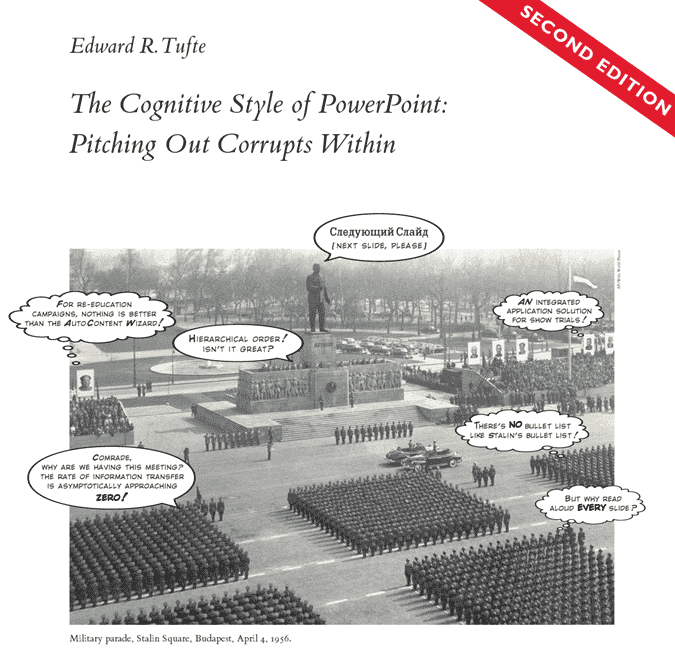 SECOND EDITION
Edward R. Tufte
The Cognitive Style of PowerPoint:
Pitching Out Corrupts Within
Следующий Слайд
[NEXT SLIDE, PLEASE]
FOR RE-EDUCATION
CAMPAIGNS, NOTHING IS BETTER
THAN THE AUTOCONTENT WIZARD!
AN INTEGRATED
APPLICATION SOLUTION
FOR SHOW TRIALS!
HIERARCHICAL ORDER!
ISN'T IT GREAT?
THERE'S NO BULLET LIST
LIKE STALIN'S BULLET LIST!
COMRADE,
WHY ARE WE HAVING THIS MEETING?
THE RATE OF INFORMATION TRANSFER
IS ASYMPTOTICALLY APPROACHING
ZERO!
BUT WHY READ
ALOUD EVERY SLIDE?
Military parade, Stalin Square, Budapest, April 4, 1956.